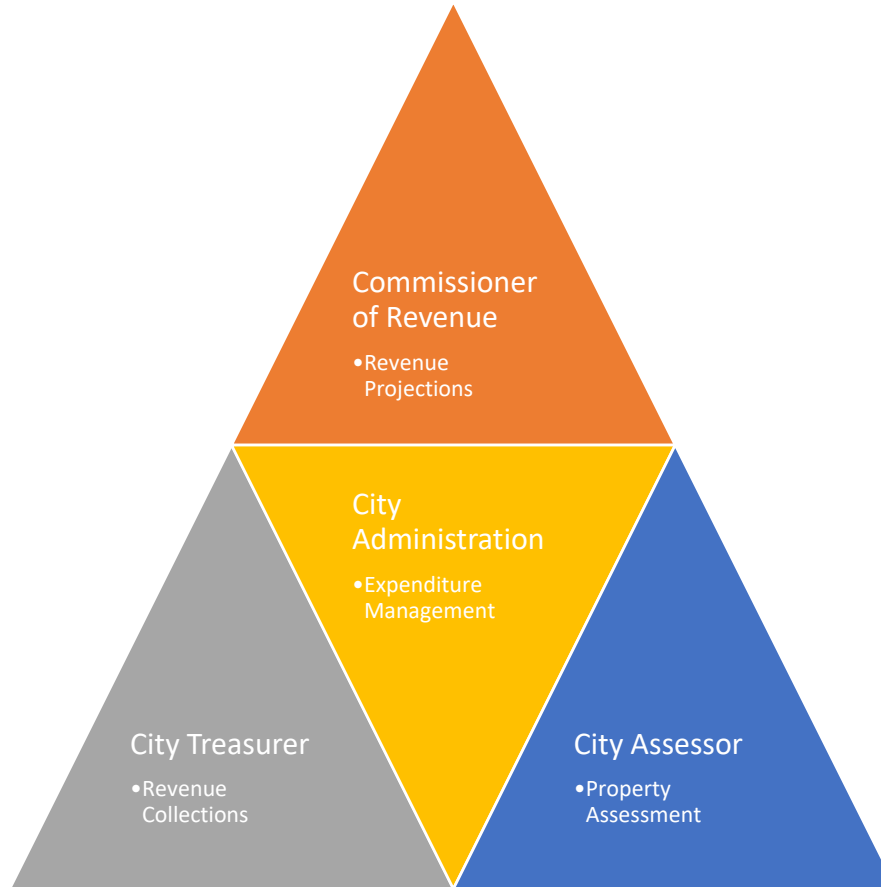 Commissioner
of Revenue
•Revenue
Projections
City
Administration
•Expenditure
Management
City Treasurer
•Revenue
Collections
City Assessor
•Property
Assessment